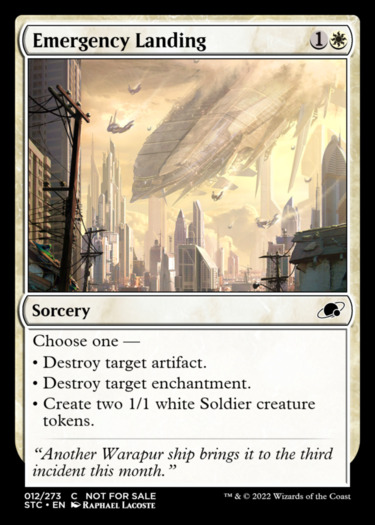 Emergency Landing 1
Sorcery
Choose one —
• Destroy target artifact.
• Destroy target enchantment.
• Create two 1/1 white Soldier creature
tokens.
“Another Warapur ship brings it to the third
incident this month.”
012/273 C NOT FOR SALE
STC • EN Raphael Lacoste
™ & © 2022 Wizards of the Coast